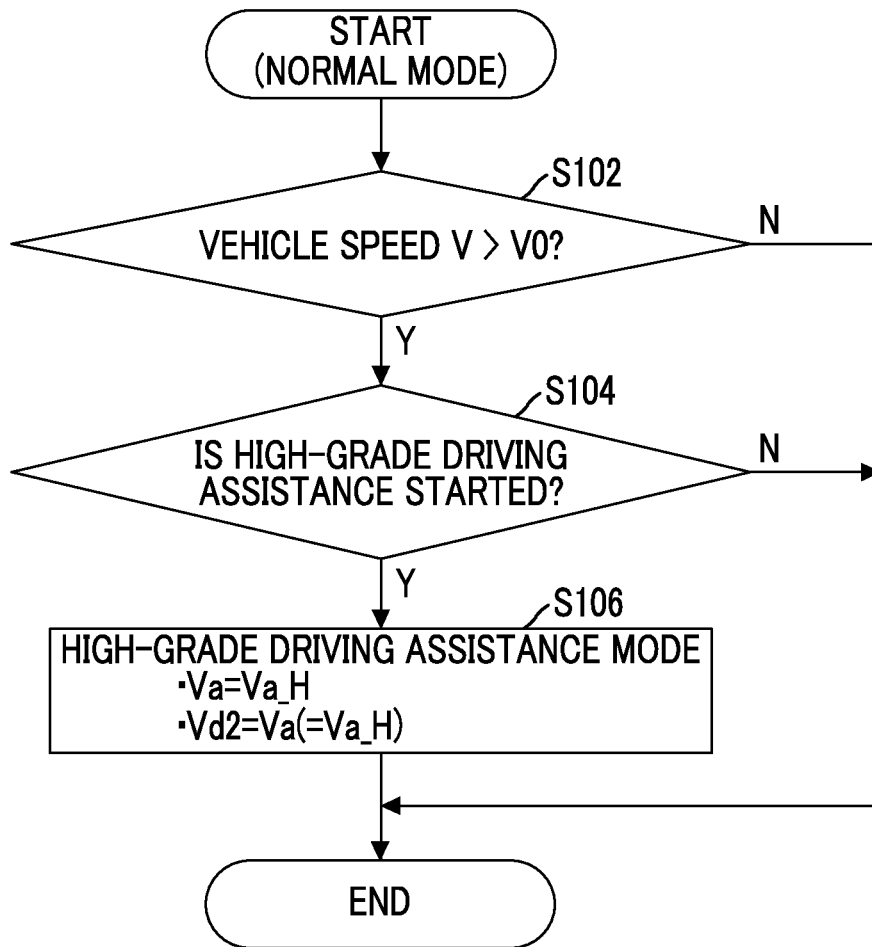 START
(NORMAL MODE)
S102
VEHICLE SPEED V > V0?
N
Y
S104
IS HIGH-GRADE DRIVING
ASSISTANCE STARTED?
N
Y
S106
HIGH-GRADE DRIVING ASSISTANCE MODE
・Va=Va_H
・Vd2=Va(=Va_H)
END